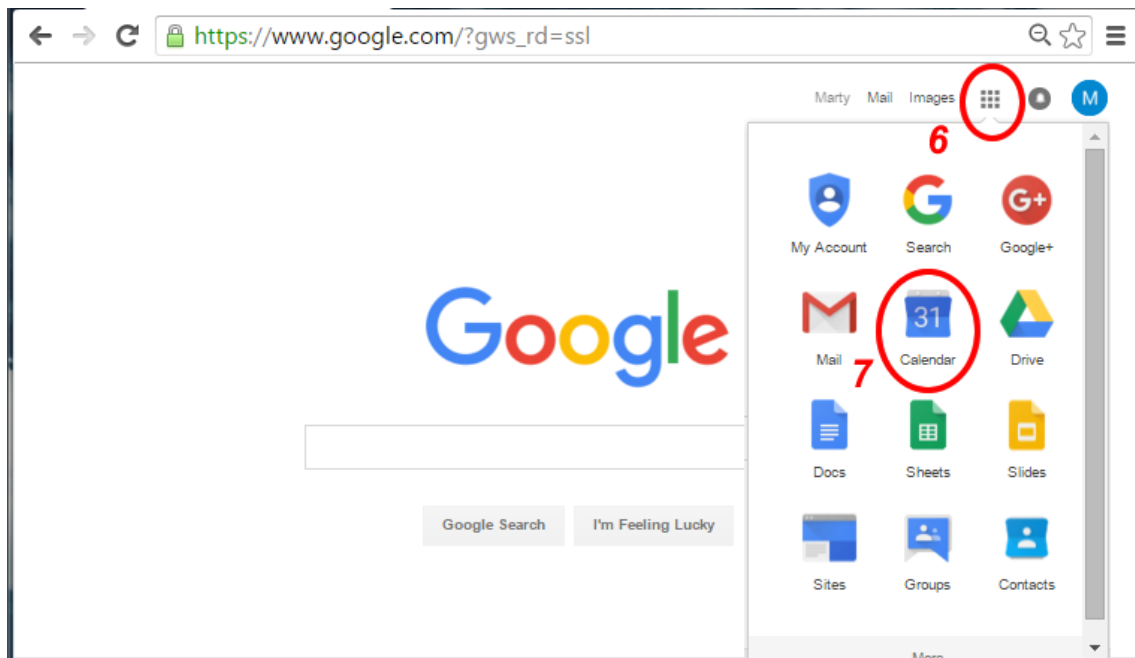 https://www.google.com/?gws_rd=ssl
Marty Mail Images M
6
G+
My Account Search Google+
31
Mail Calendar Drive
7
Google
Docs Sheets Slides
Google Search I'm Feeling Lucky
Sites Groups Contacts
More